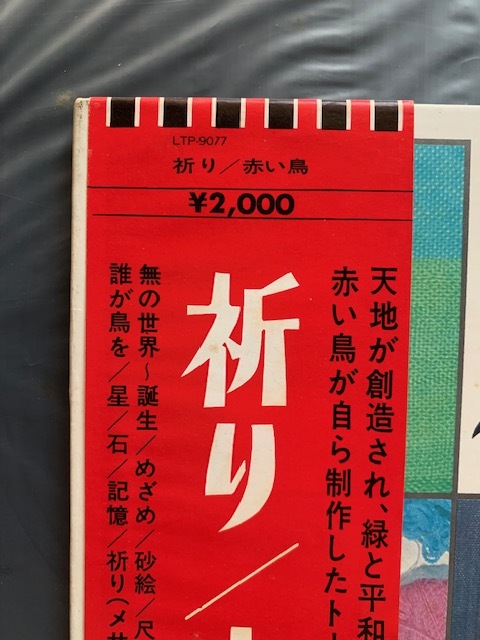 LTP-9077
祈り／赤い鳥
¥2,000
天地が創造され、緑と平和
赤い鳥が自ら制作したト
祈り／
無の世界～誕生／めざめ／砂絵／尺
誰が鳥を／星／石／記憶／祈り(メサ